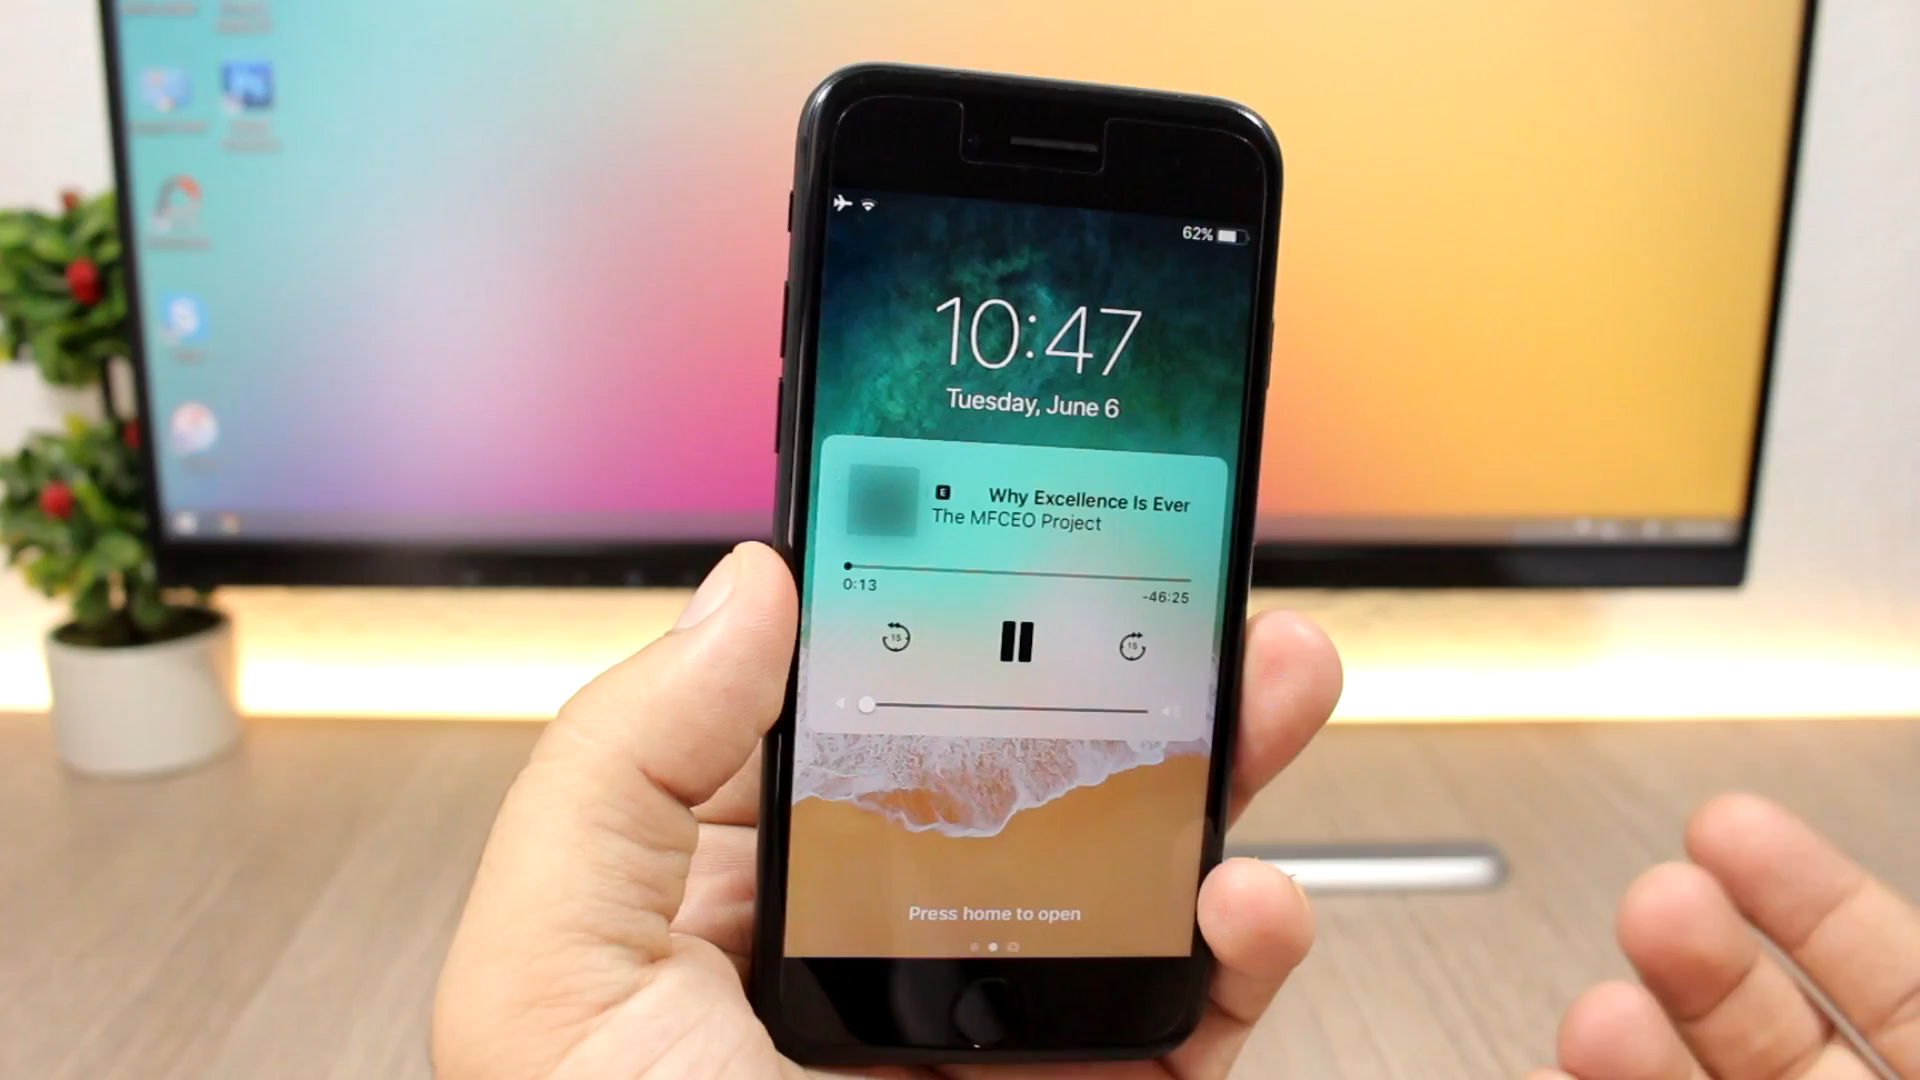 62%
10:47
Tuesday, June 6
E Why Excellence Is Ever
The MFCEO Project
0:13
-46:25
15
15
Press home to open